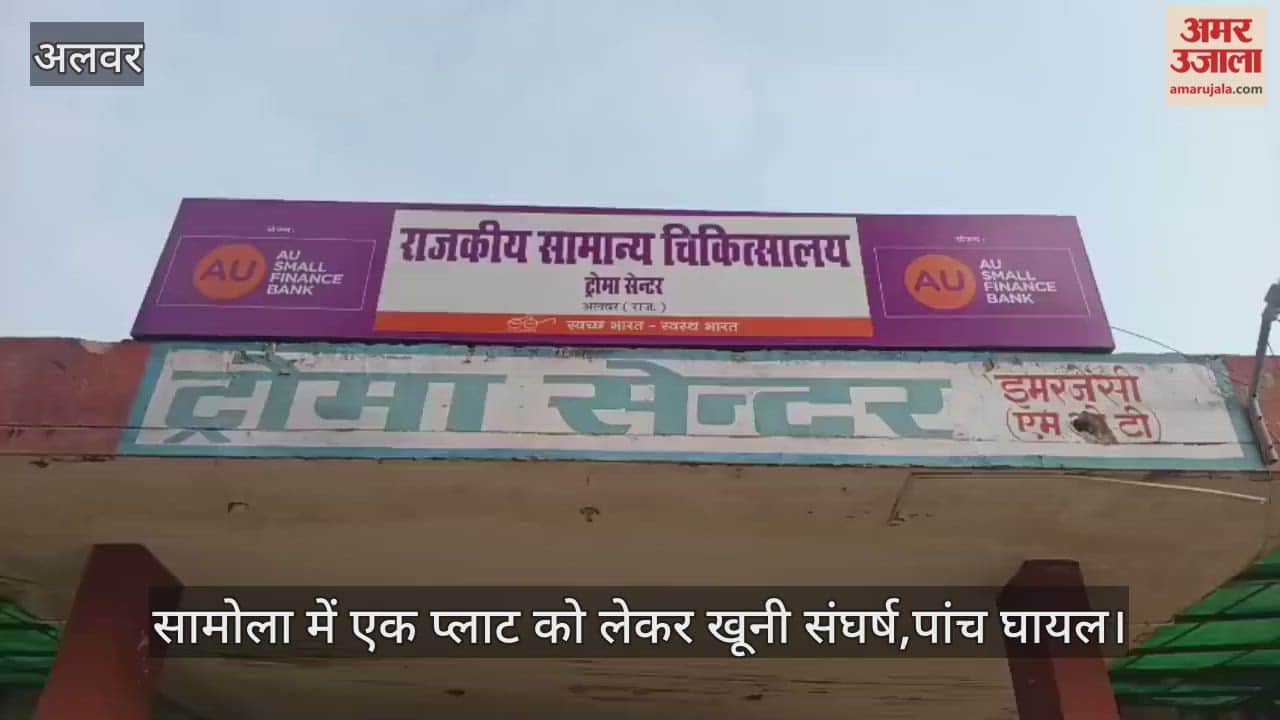 अलवर
अमर
उजाला
amarujala.com
राजकीय सामान्य चिकित्सालय
ट्रोमा सेन्टर
अलवर ( राज. )
स्वच्छ भारत - स्वस्थ भारत
AU
AU
SMALL
FINANCE
BANK
AU
AU
SMALL
FINANCE
BANK
ट्रोमा सेन्टर
इमरजेंसी
सामोला में एक प्लाट को लेकर खूनी संघर्ष,पांच घायल।